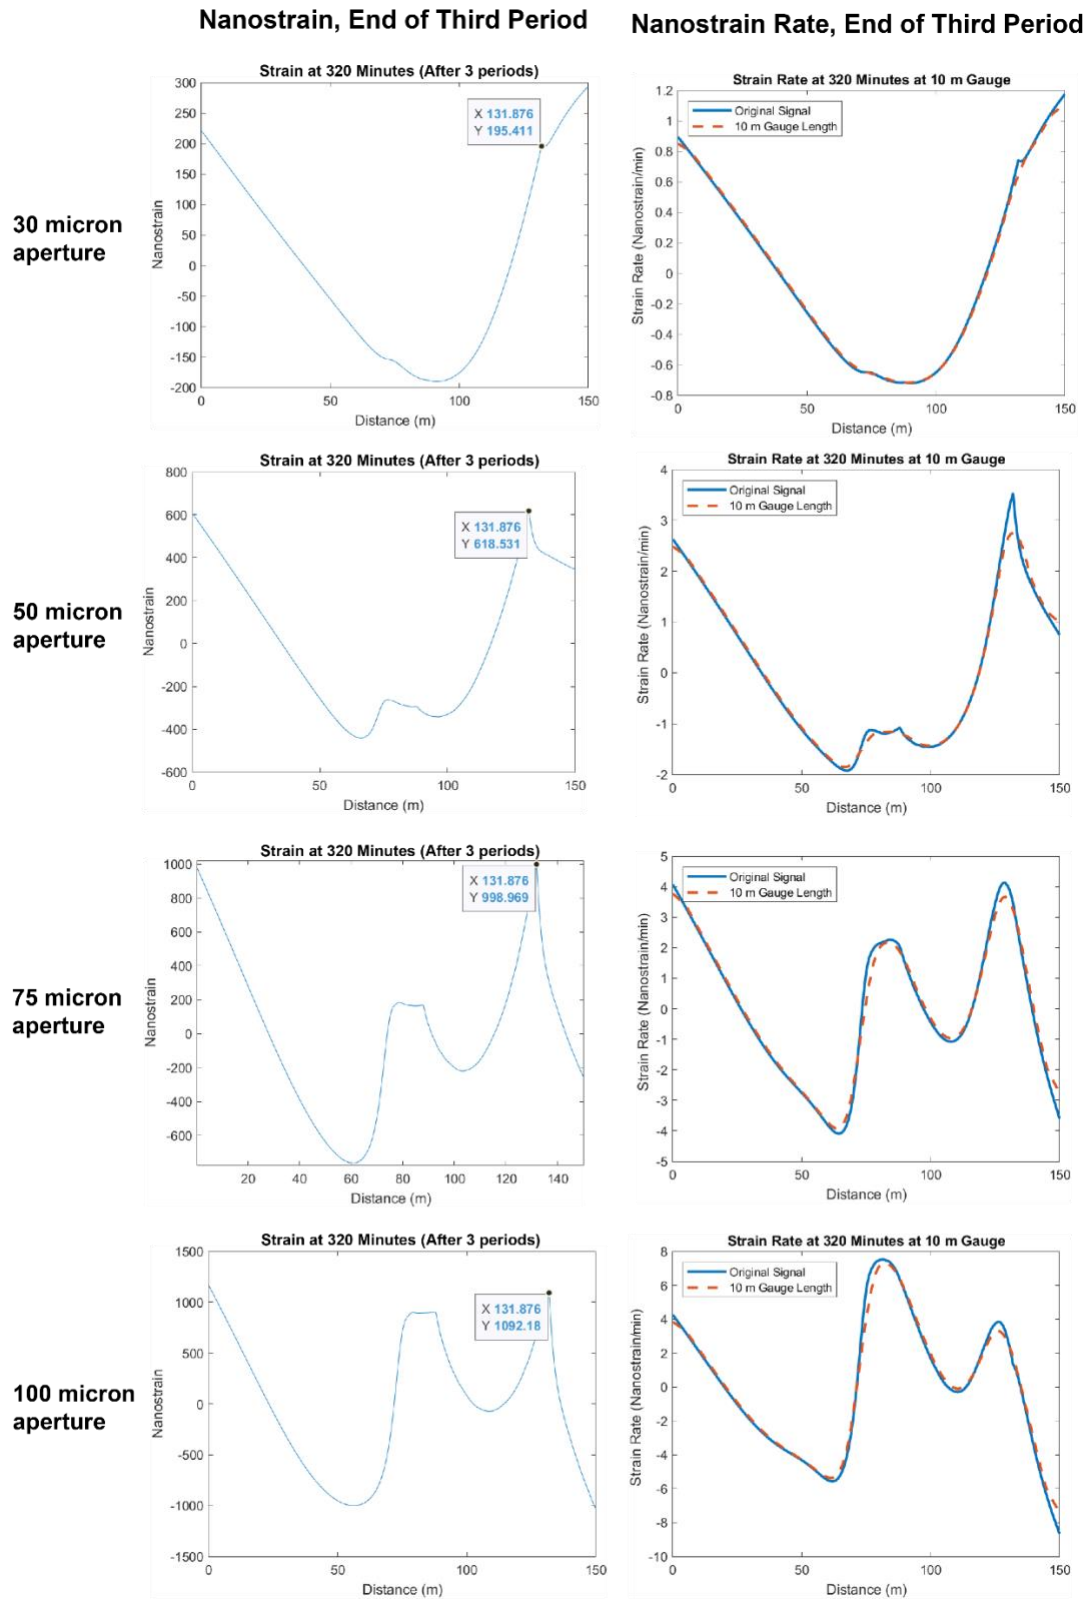 Nanostrain, End of Third Period
Nanostrain Rate, End of Third Period
30 micron
aperture
Strain at 320 Minutes (After 3 periods)
300
250
200
150
100
50
0
-50
-100
-150
-200
Nanostrain
X 131.876
Y 195.411
0
50
100
150
Distance (m)
Strain Rate at 320 Minutes at 10 m Gauge
Original Signal
10 m Gauge Length
1.2
1
0.8
0.6
0.4
0.2
0
-0.2
-0.4
-0.6
-0.8
Strain Rate (Nanostrain/min)
0
50
100
150
Distance (m)
50 micron
aperture
Strain at 320 Minutes (After 3 periods)
800
600
400
200
0
-200
-400
-600
Nanostrain
X 131.876
Y 618.531
0
50
100
150
Distance (m)
Strain Rate at 320 Minutes at 10 m Gauge
Original Signal
10 m Gauge Length
4
3
2
1
0
-1
-2
Strain Rate (Nanostrain/min)
0
50
100
150
Distance (m)
75 micron
aperture
Strain at 320 Minutes (After 3 periods)
1000
800
600
400
200
0
-200
-400
-600
Nanostrain
X 131.876
Y 998.969
20
40
60
80
100
120
140
Distance (m)
Original Signal
10 m Gauge Length
5
4
3
2
1
0
-1
-2
-3
-4
-5
Strain Rate (Nanostrain/min)
0
50
100
150
Distance (m)
100 micron
aperture
Strain at 320 Minutes (After 3 periods)
1500
1000
500
0
-500
-1000
-1500
Nanostrain
X 131.876
Y 1092.18
0
50
100
150
Distance (m)
Strain Rate at 320 Minutes at 10 m Gauge
Original Signal
10 m Gauge Length
8
6
4
2
0
-2
-4
-6
-8
-10
Strain Rate (Nanostrain/min)
0
50
100
150
Distance (m)